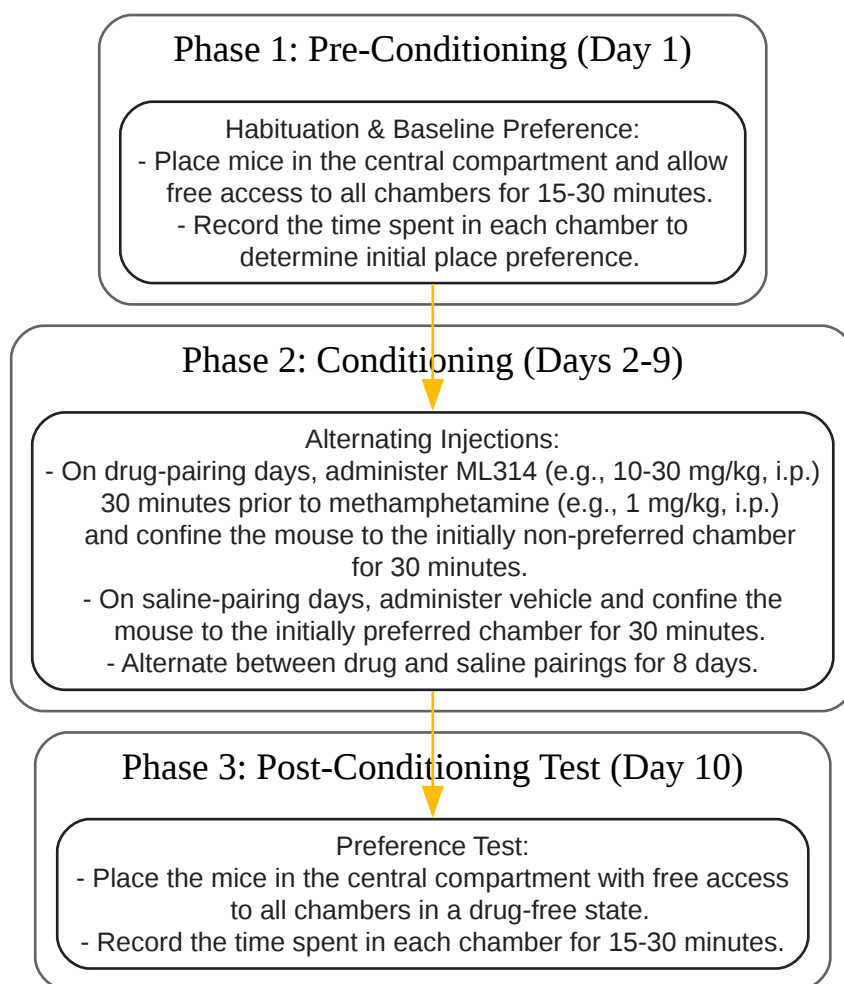 Phase 1: Pre-Conditioning (Day 1)
Habituation & Baseline Preference:
- Place mice in the central compartment and allow
free access to all chambers for 15-30 minutes.
- Record the time spent in each chamber to
determine initial place preference.
Phase 2: Conditioning (Days 2-9)
Alternating Injections:
- On drug-pairing days, administer ML314 (e.g., 10-30 mg/kg, i.p.)
30 minutes prior to methamphetamine (e.g., 1 mg/kg, i.p.)
and confine the mouse to the initially non-preferred chamber
for 30 minutes.
- On saline-pairing days, administer vehicle and confine the
mouse to the initially preferred chamber for 30 minutes.
- Alternate between drug and saline pairings for 8 days.
Phase 3: Post-Conditioning Test (Day 10)
Preference Test:
- Place the mice in the central compartment with free access
to all chambers in a drug-free state.
- Record the time spent in each chamber for 15-30 minutes.